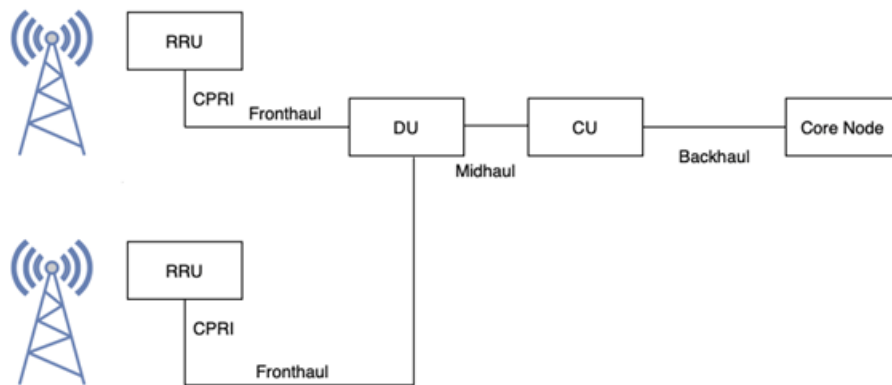 RRU
CPRI
Fronthaul
DU
CU
Core Node
Midhaul
Backhaul
RRU
CPRI
Fronthaul